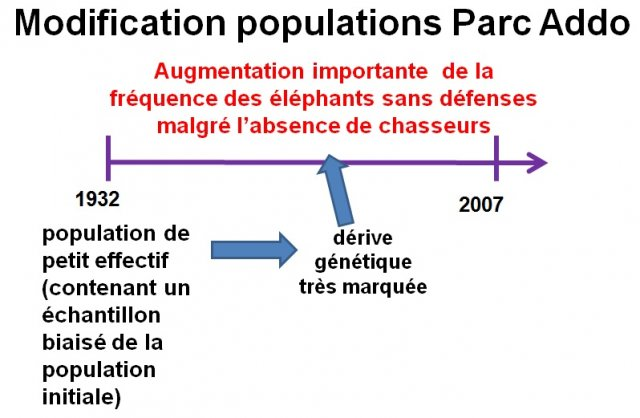 Modification populations Parc Addo
Augmentation importante de la
fréquence des éléphants sans défenses
malgré l'absence de chasseurs
1932
2007
population de
petit effectif
(contenant un
échantillon
biaisé de la
population
initiale)
dérive
génétique
très marquée